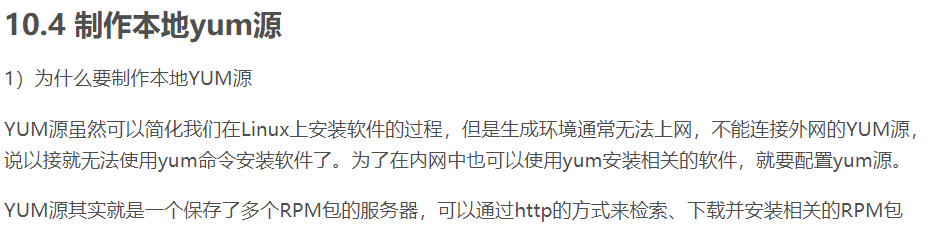 10.4 制作本地yum源
1）为什么要制作本地YUM源
YUM源虽然可以简化我们在Linux上安装软件的过程，但是生成环境通常无法上网，不能连接外网的YUM源，
说以接就无法使用yum命令安装软件了。为了在内网中也可以使用yum安装相关的软件，就要配置yum源。
YUM源其实就是一个保存了多个RPM包的服务器，可以通过http的方式来检索、下载并安装相关的RPM包